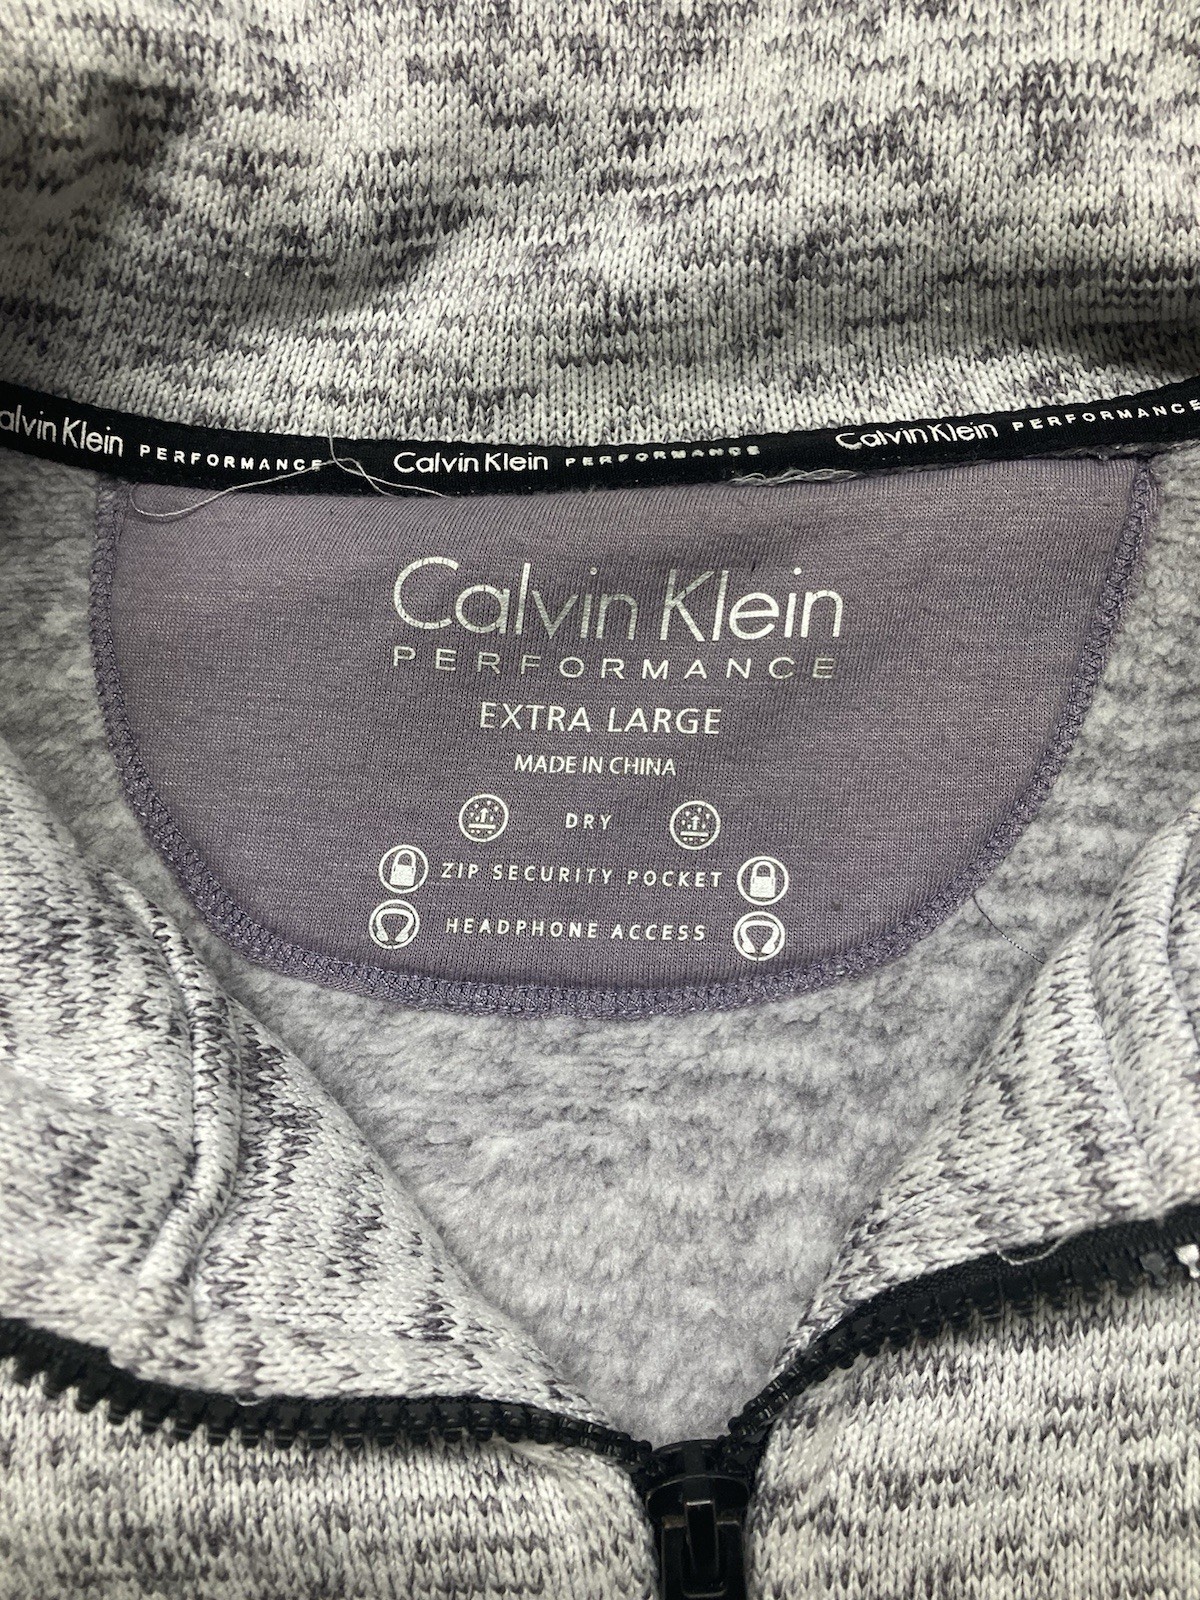 alvin Klein PERFORMANCE Calvin Klein PERFORMANCE Calvin Klein PERFORMANCE
Calvin Klein
PERFORMANCE
EXTRA LARGE
MADE IN CHINA
DRY
ZIP SECURITY POCKET
HEADPHONE ACCESS